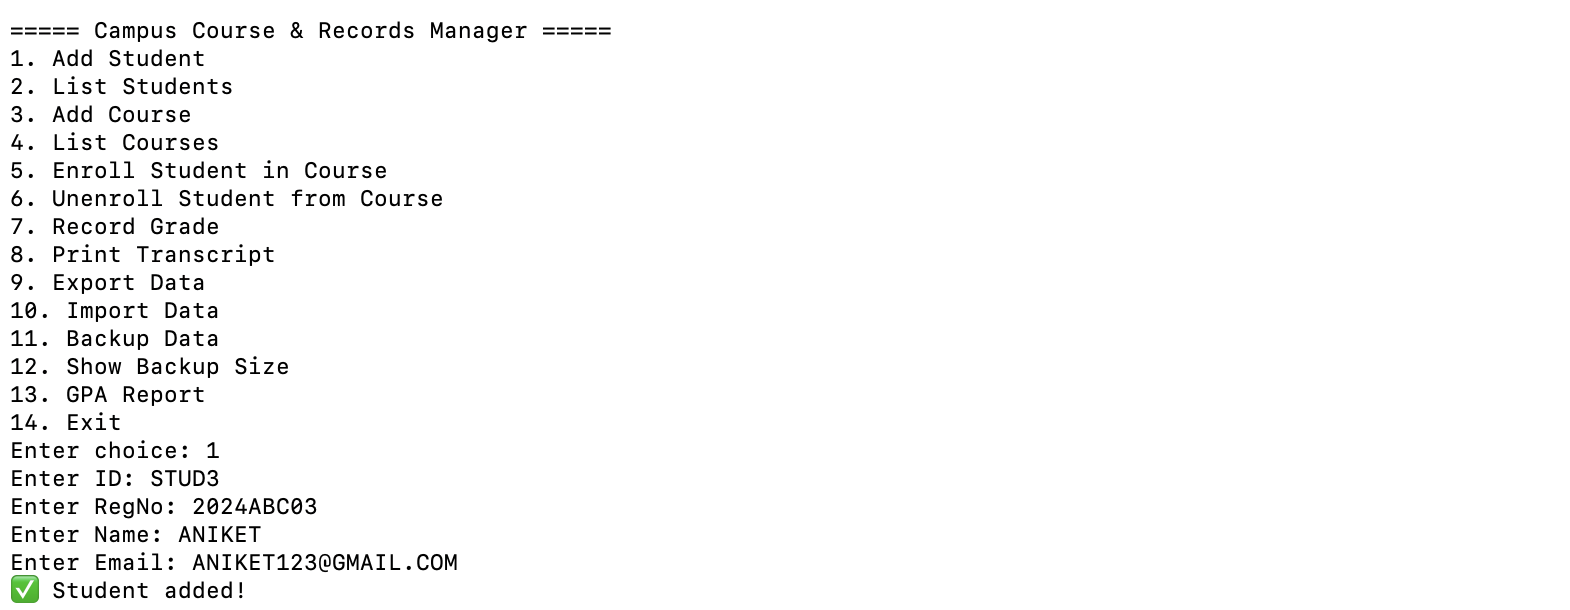 ===== Campus Course & Records Manager =====
1. Add Student
2. List Students
3. Add Course
4. List Courses
5. Enroll Student in Course
6. Unenroll Student from Course
7. Record Grade
8. Print Transcript
9. Export Data
10. Import Data
11. Backup Data
12. Show Backup Size
13. GPA Report
14. Exit
Enter choice: 1
Enter ID: STUD3
Enter RegNo: 2024ABC03
Enter Name: ANIKET
Enter Email: ANIKET123@GMAIL.COM
✅ Student added!